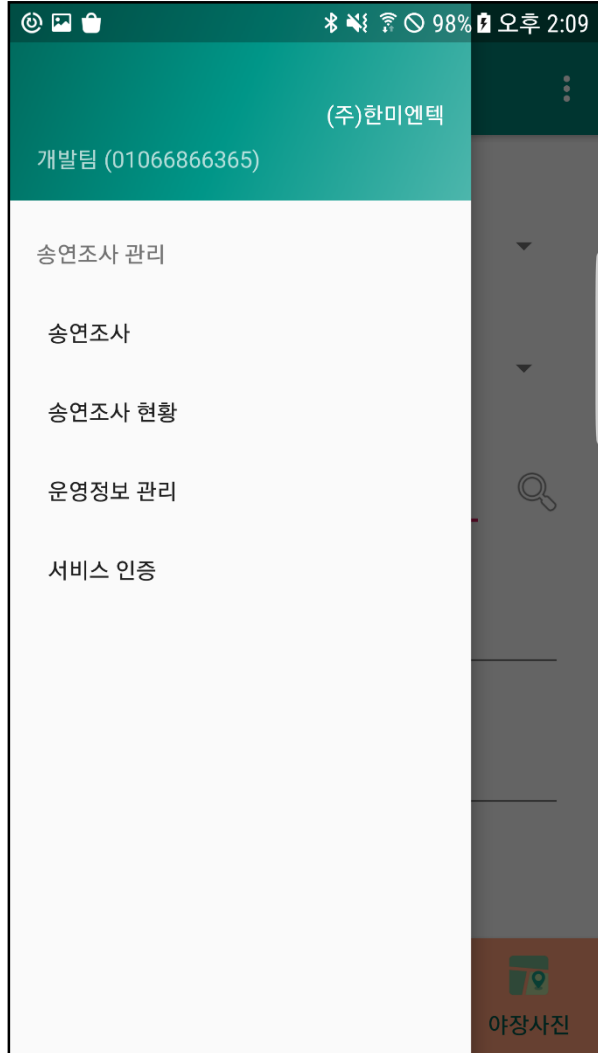 98% 오후 2:09
(주)한미엔텍
개발팀 (01066866365)
송연조사 관리
송연조사
송연조사 현황
운영정보 관리
서비스 인증
야장사진